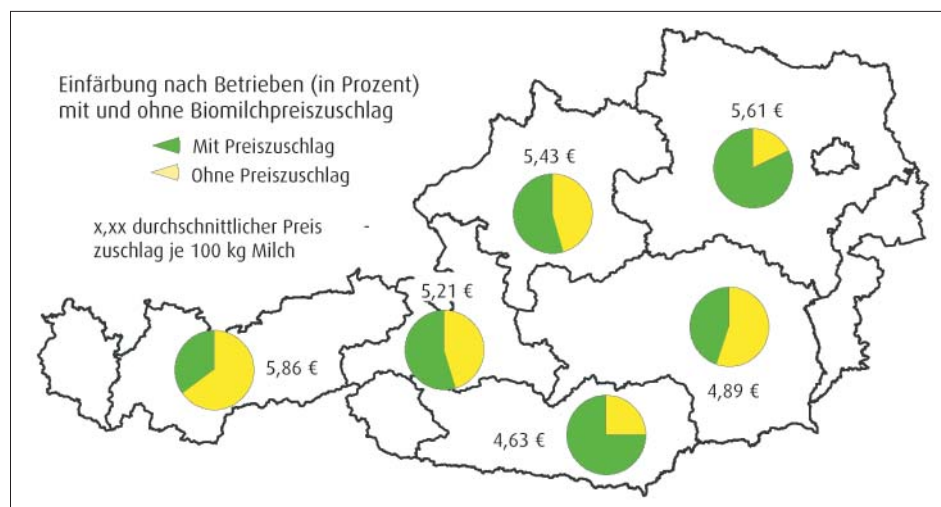 Einfärbung nach Betrieben (in Prozent)
mit und ohne Biomilchpreiszuschlag
Mit Preiszuschlag
Ohne Preiszuschlag
x,xx durchschnittlicher Preis -
zuschlag je 100 kg Milch
5,61 €
5,43 €
5,21 €
5,86 €
4,89 €
4,63 €